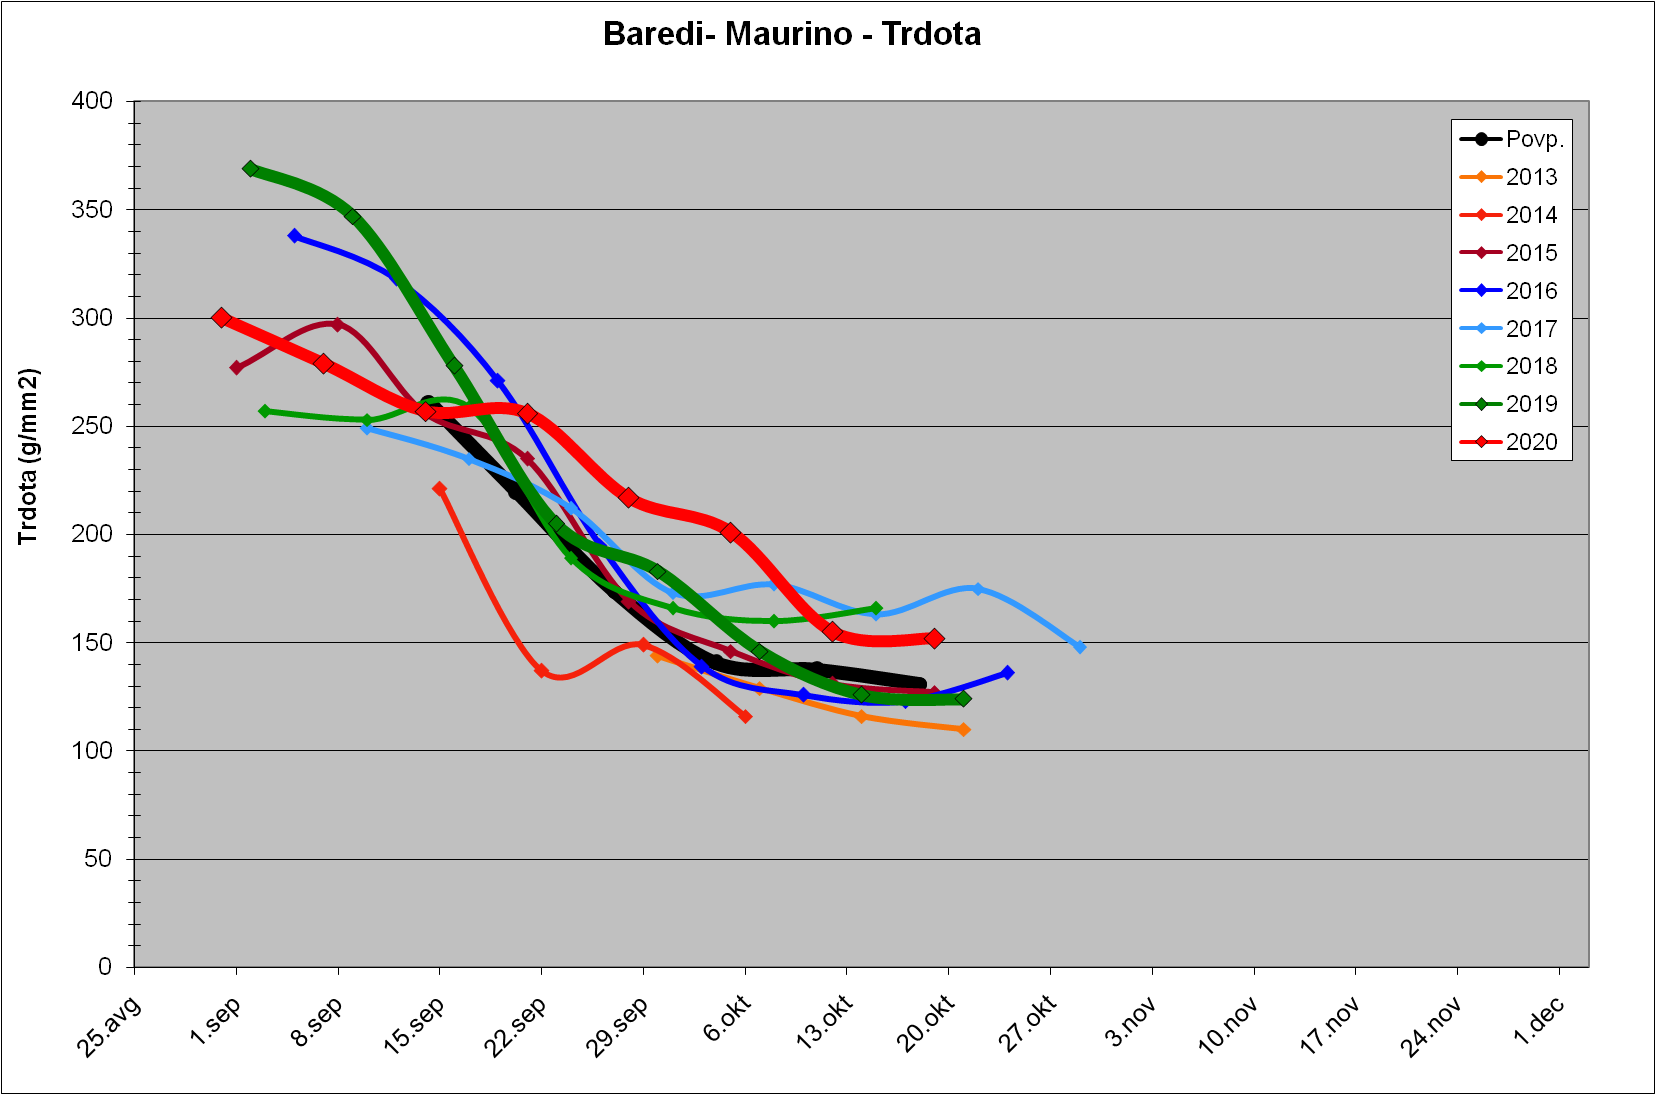 Baredi- Maurino - Trdota
Trdota (g/mm2)
400
350
300
250
200
150
100
50
0
25.avg
1.sep
8.sep
15.sep
22.sep
29.sep
6.okt
13.okt
20.okt
27.okt
3.nov
10.nov
17.nov
24.nov
1.dec
Povp.
2013
2014
2015
2016
2017
2018
2019
2020